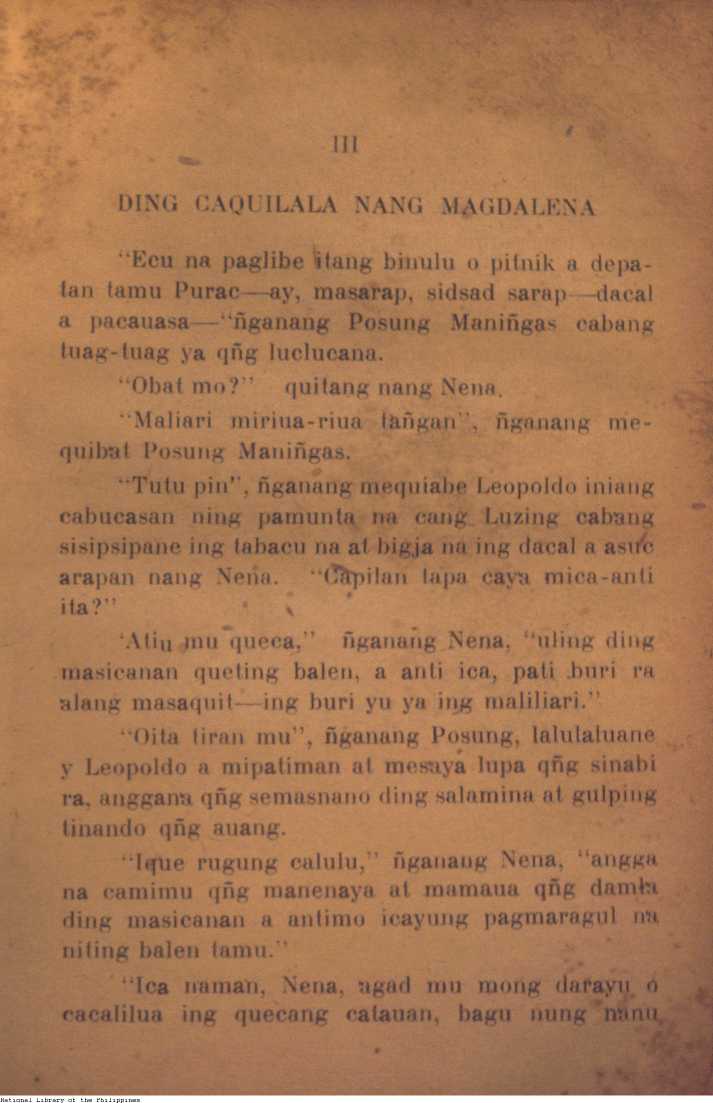 III
DING CAQUILALA NANG MAGDALENA
"Ecu na paglibe itang binulu o pitnik a depa-
tan tamu Purac—ay, masarap, sidsad sarap—dacal
a pacauasa—"ñganang Posung Maniñgas cabang
tuag-tuag ya qñg luclucana.
"Obat mo?" quitang nang Nena.
"Maliari miriua-riua tañgan", ñganang me-
quibat Posung Maniñgas.
"Tutu pin", ñganang mequiabe Leopoldo iniang
cabucasan ning pamunta na cang Luzing cabang
sisipsipane ing tabacu na at bigja na ing dacal a asuc
arapan nang Nena. "Capilan tapa caya mica-anti
ita?"
'Atiu mu queca," ñganang Nena, "uling ding
masicanan queting balen, a anti ica, pati buri ra
alang masaquit—ing buri yu ya ing maliliari."
"Oita tiran mu", ñganang Posung, lalulaluane
y Leopoldo a mipatiman at mesaya lupa qñg sinabi
ra, anggana qñg semasnano ding salamina at gulping
tinando qñg auang.
"Ique rugung calulu," ñganang Nena, "angga
na camimu qñg manenaya at mamaua qñg damla
ding masicanan a antimo icayung pagmaragul na
niting balen tamu."
"Ica naman, Nena, agad mu mong darayu o
cacalilua ing quecang catauan, bagu nung nanu
National Library of the Philippines